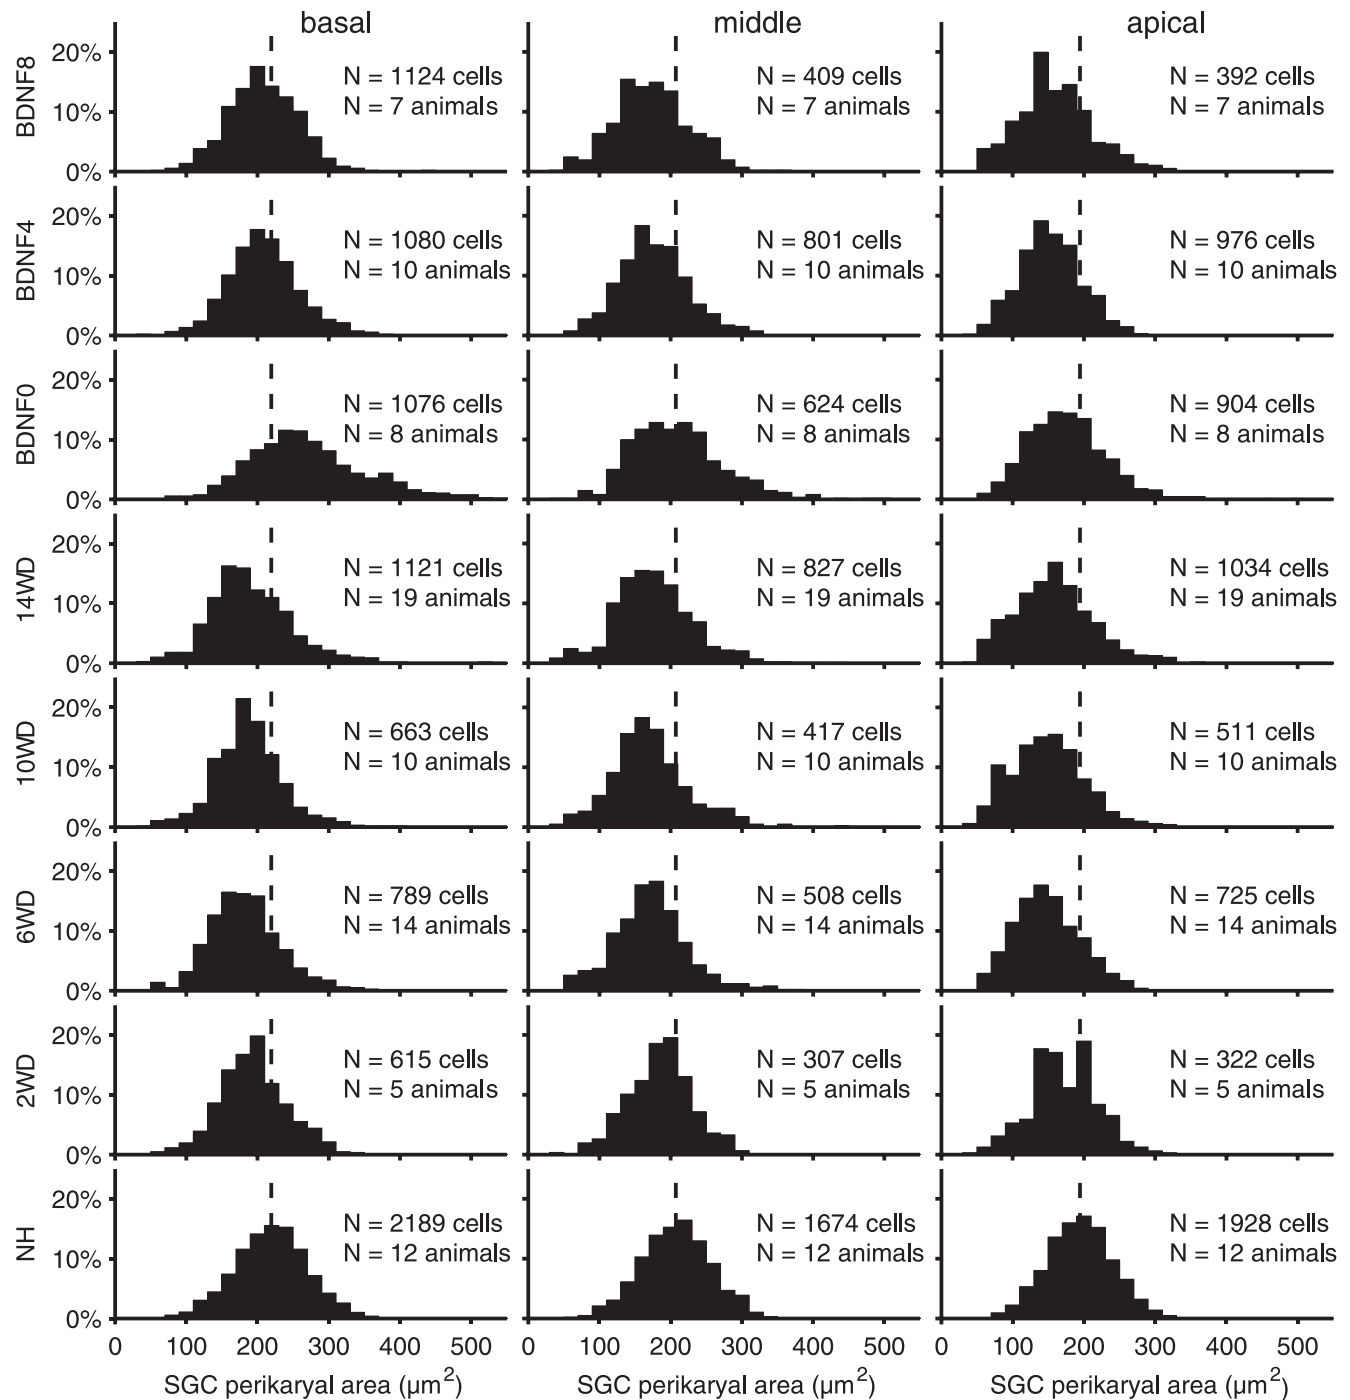 basal middle apical
BDNF8
20%
10%
0%
N = 1124 cells
N = 7 animals
N = 409 cells
N = 7 animals
N = 392 cells
N = 7 animals
BDNF4
20%
10%
0%
N = 1080 cells
N = 10 animals
N = 801 cells
N = 10 animals
N = 976 cells
N = 10 animals
BDNF0
20%
10%
0%
N = 1076 cells
N = 8 animals
N = 624 cells
N = 8 animals
N = 904 cells
N = 8 animals
14WD
20%
10%
0%
N = 1121 cells
N = 19 animals
N = 827 cells
N = 19 animals
N = 1034 cells
N = 19 animals
10WD
20%
10%
0%
N = 663 cells
N = 10 animals
N = 417 cells
N = 10 animals
N = 511 cells
N = 10 animals
6WD
20%
10%
0%
N = 789 cells
N = 14 animals
N = 508 cells
N = 14 animals
N = 725 cells
N = 14 animals
2WD
20%
10%
0%
N = 615 cells
N = 5 animals
N = 307 cells
N = 5 animals
N = 322 cells
N = 5 animals
NH
20%
10%
0%
N = 2189 cells
N = 12 animals
N = 1674 cells
N = 12 animals
N = 1928 cells
N = 12 animals
0 100 200 300 400 500 0 100 200 300 400 500 0 100 200 300 400 500
SGC perikaryal area (µm²) SGC perikaryal area (µm²) SGC perikaryal area (µm²)